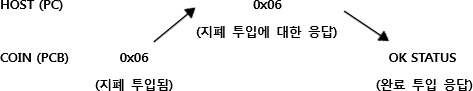 HOST (PC) 0x06
(지폐 투입에 대한 응답)
COIN (PCB) 0x06 OK STATUS
(지폐 투입됨) (완료 투입 응답)